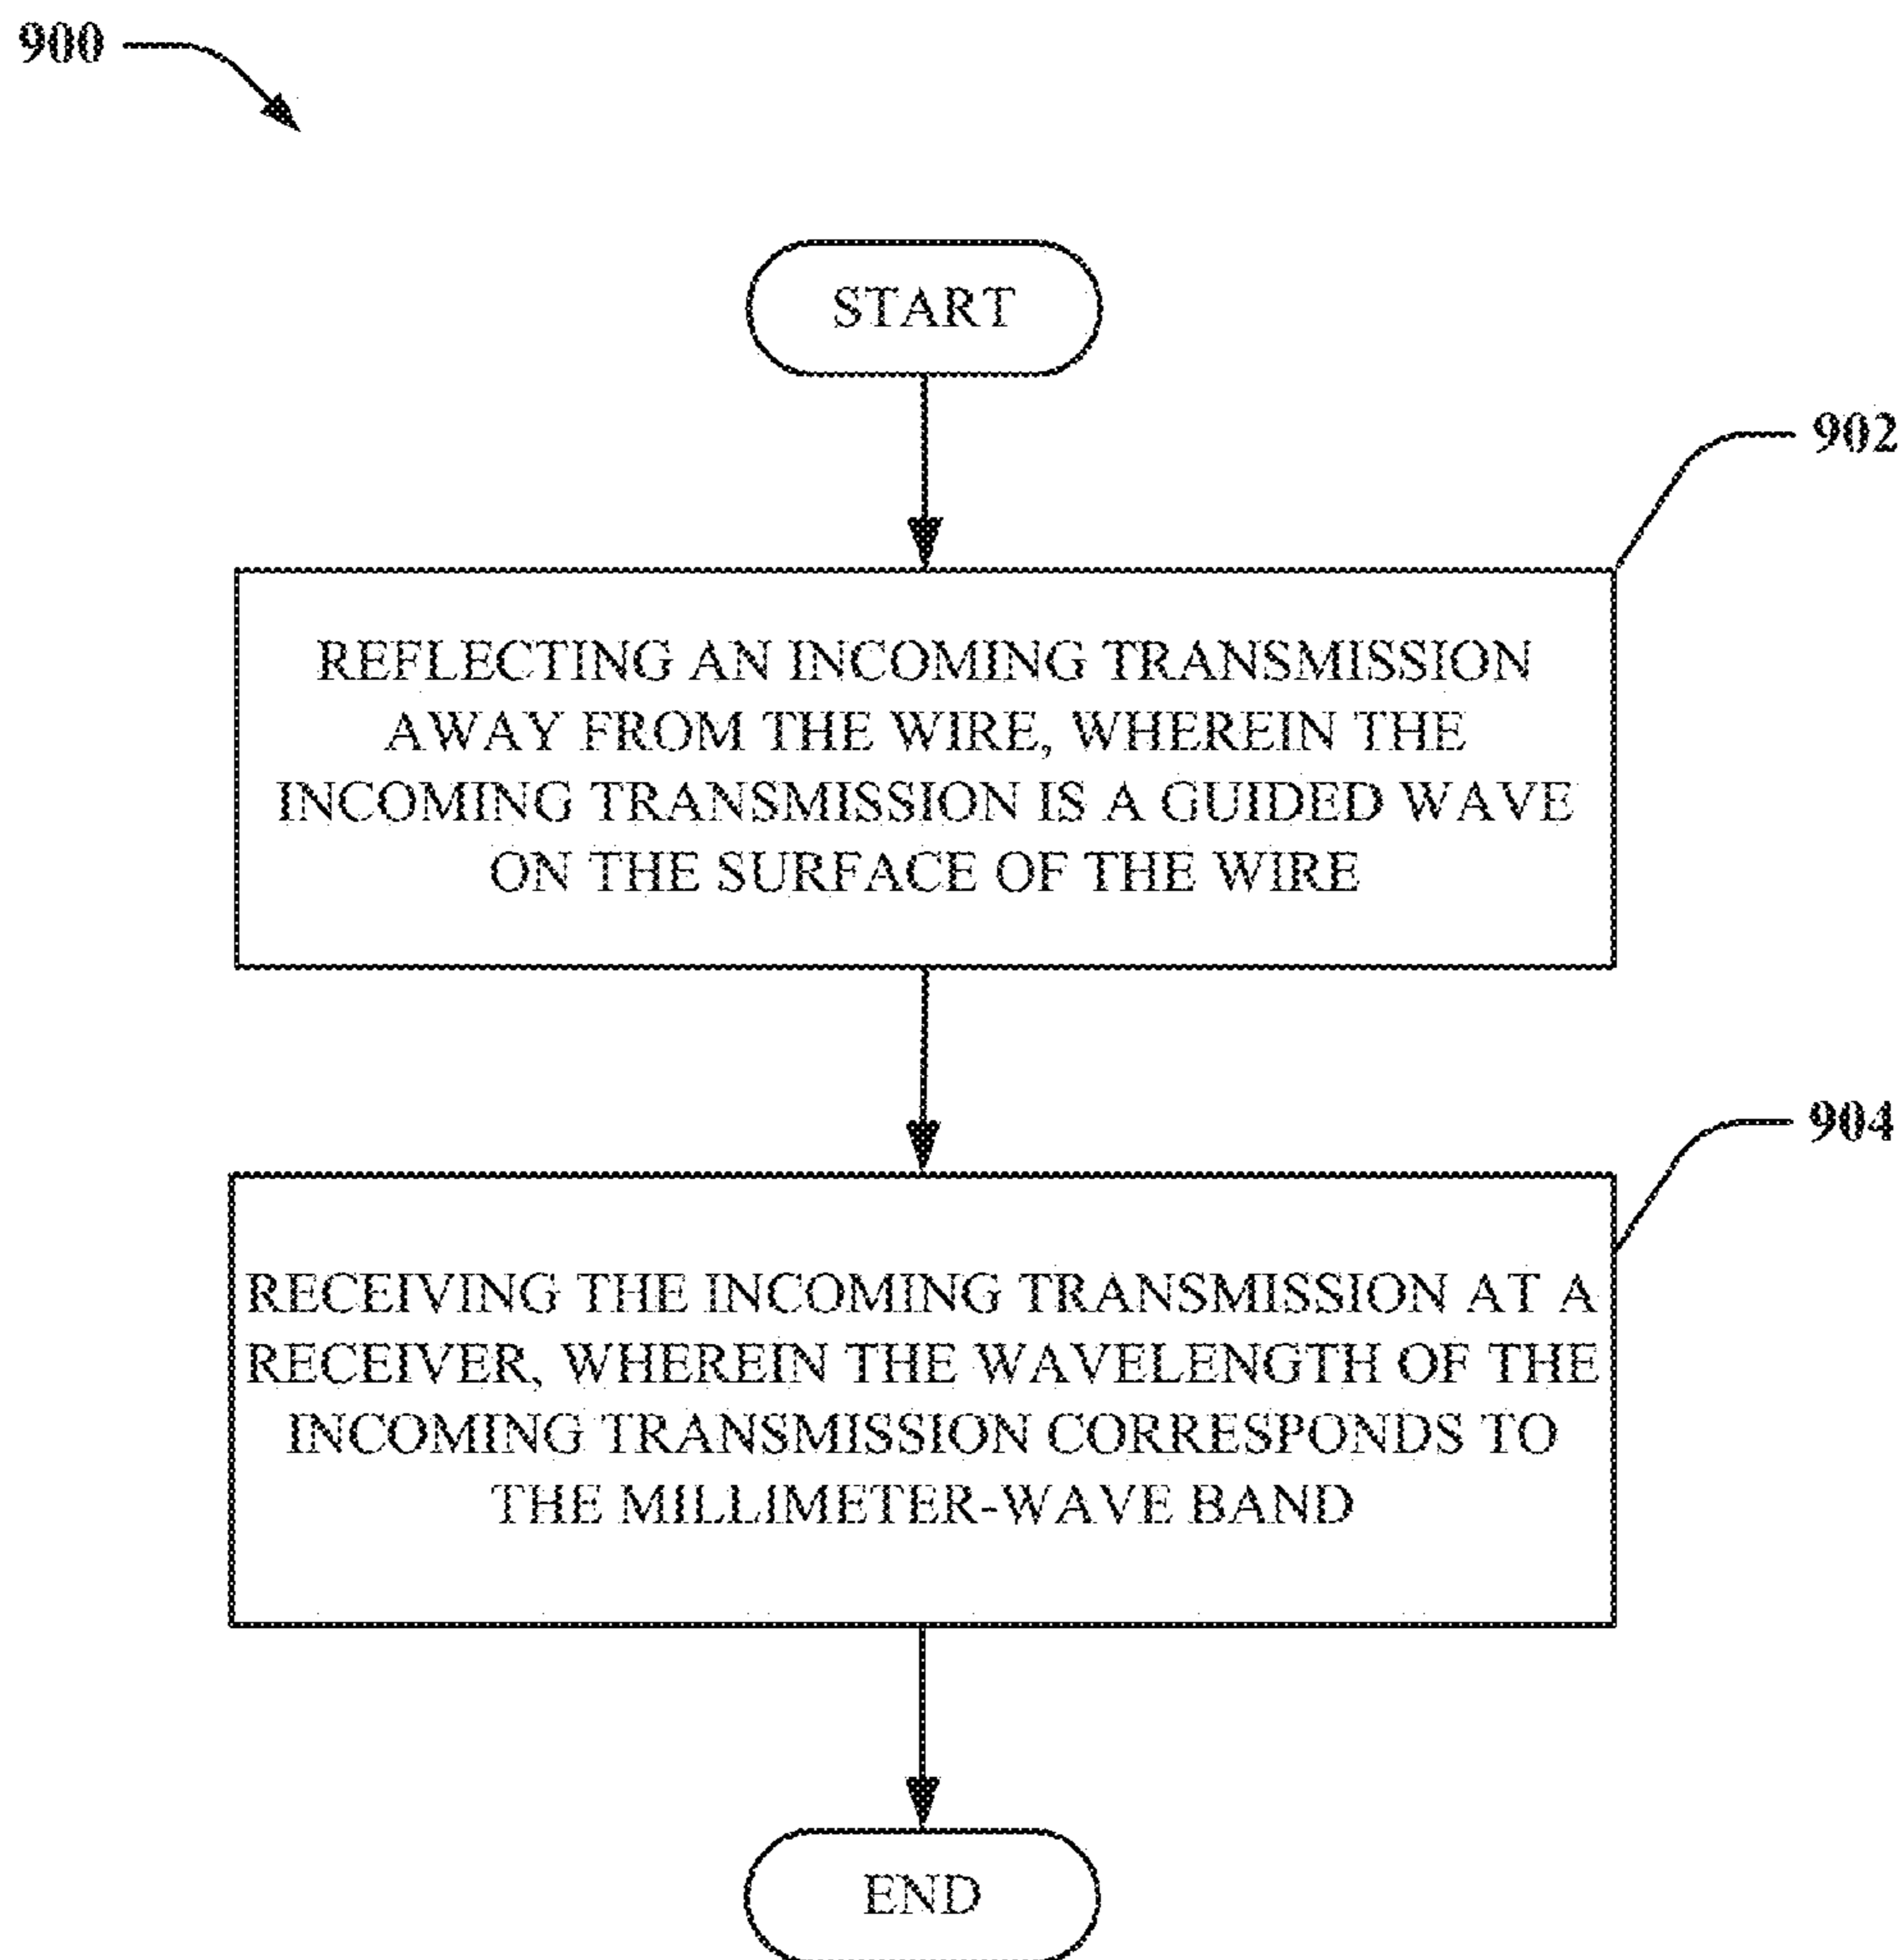 900
START
902
REFLECTING AN INCOMING TRANSMISSION
AWAY FROM THE WIRE, WHEREIN THE
INCOMING TRANSMISSION IS A GUIDED WAVE
ON THE SURFACE OF THE WIRE
904
RECEIVING THE INCOMING TRANSMISSION AT A
RECEIVER, WHEREIN THE WAVELENGTH OF THE
INCOMING TRANSMISSION CORRESPONDS TO
THE MILLIMETER-WAVE BAND
END